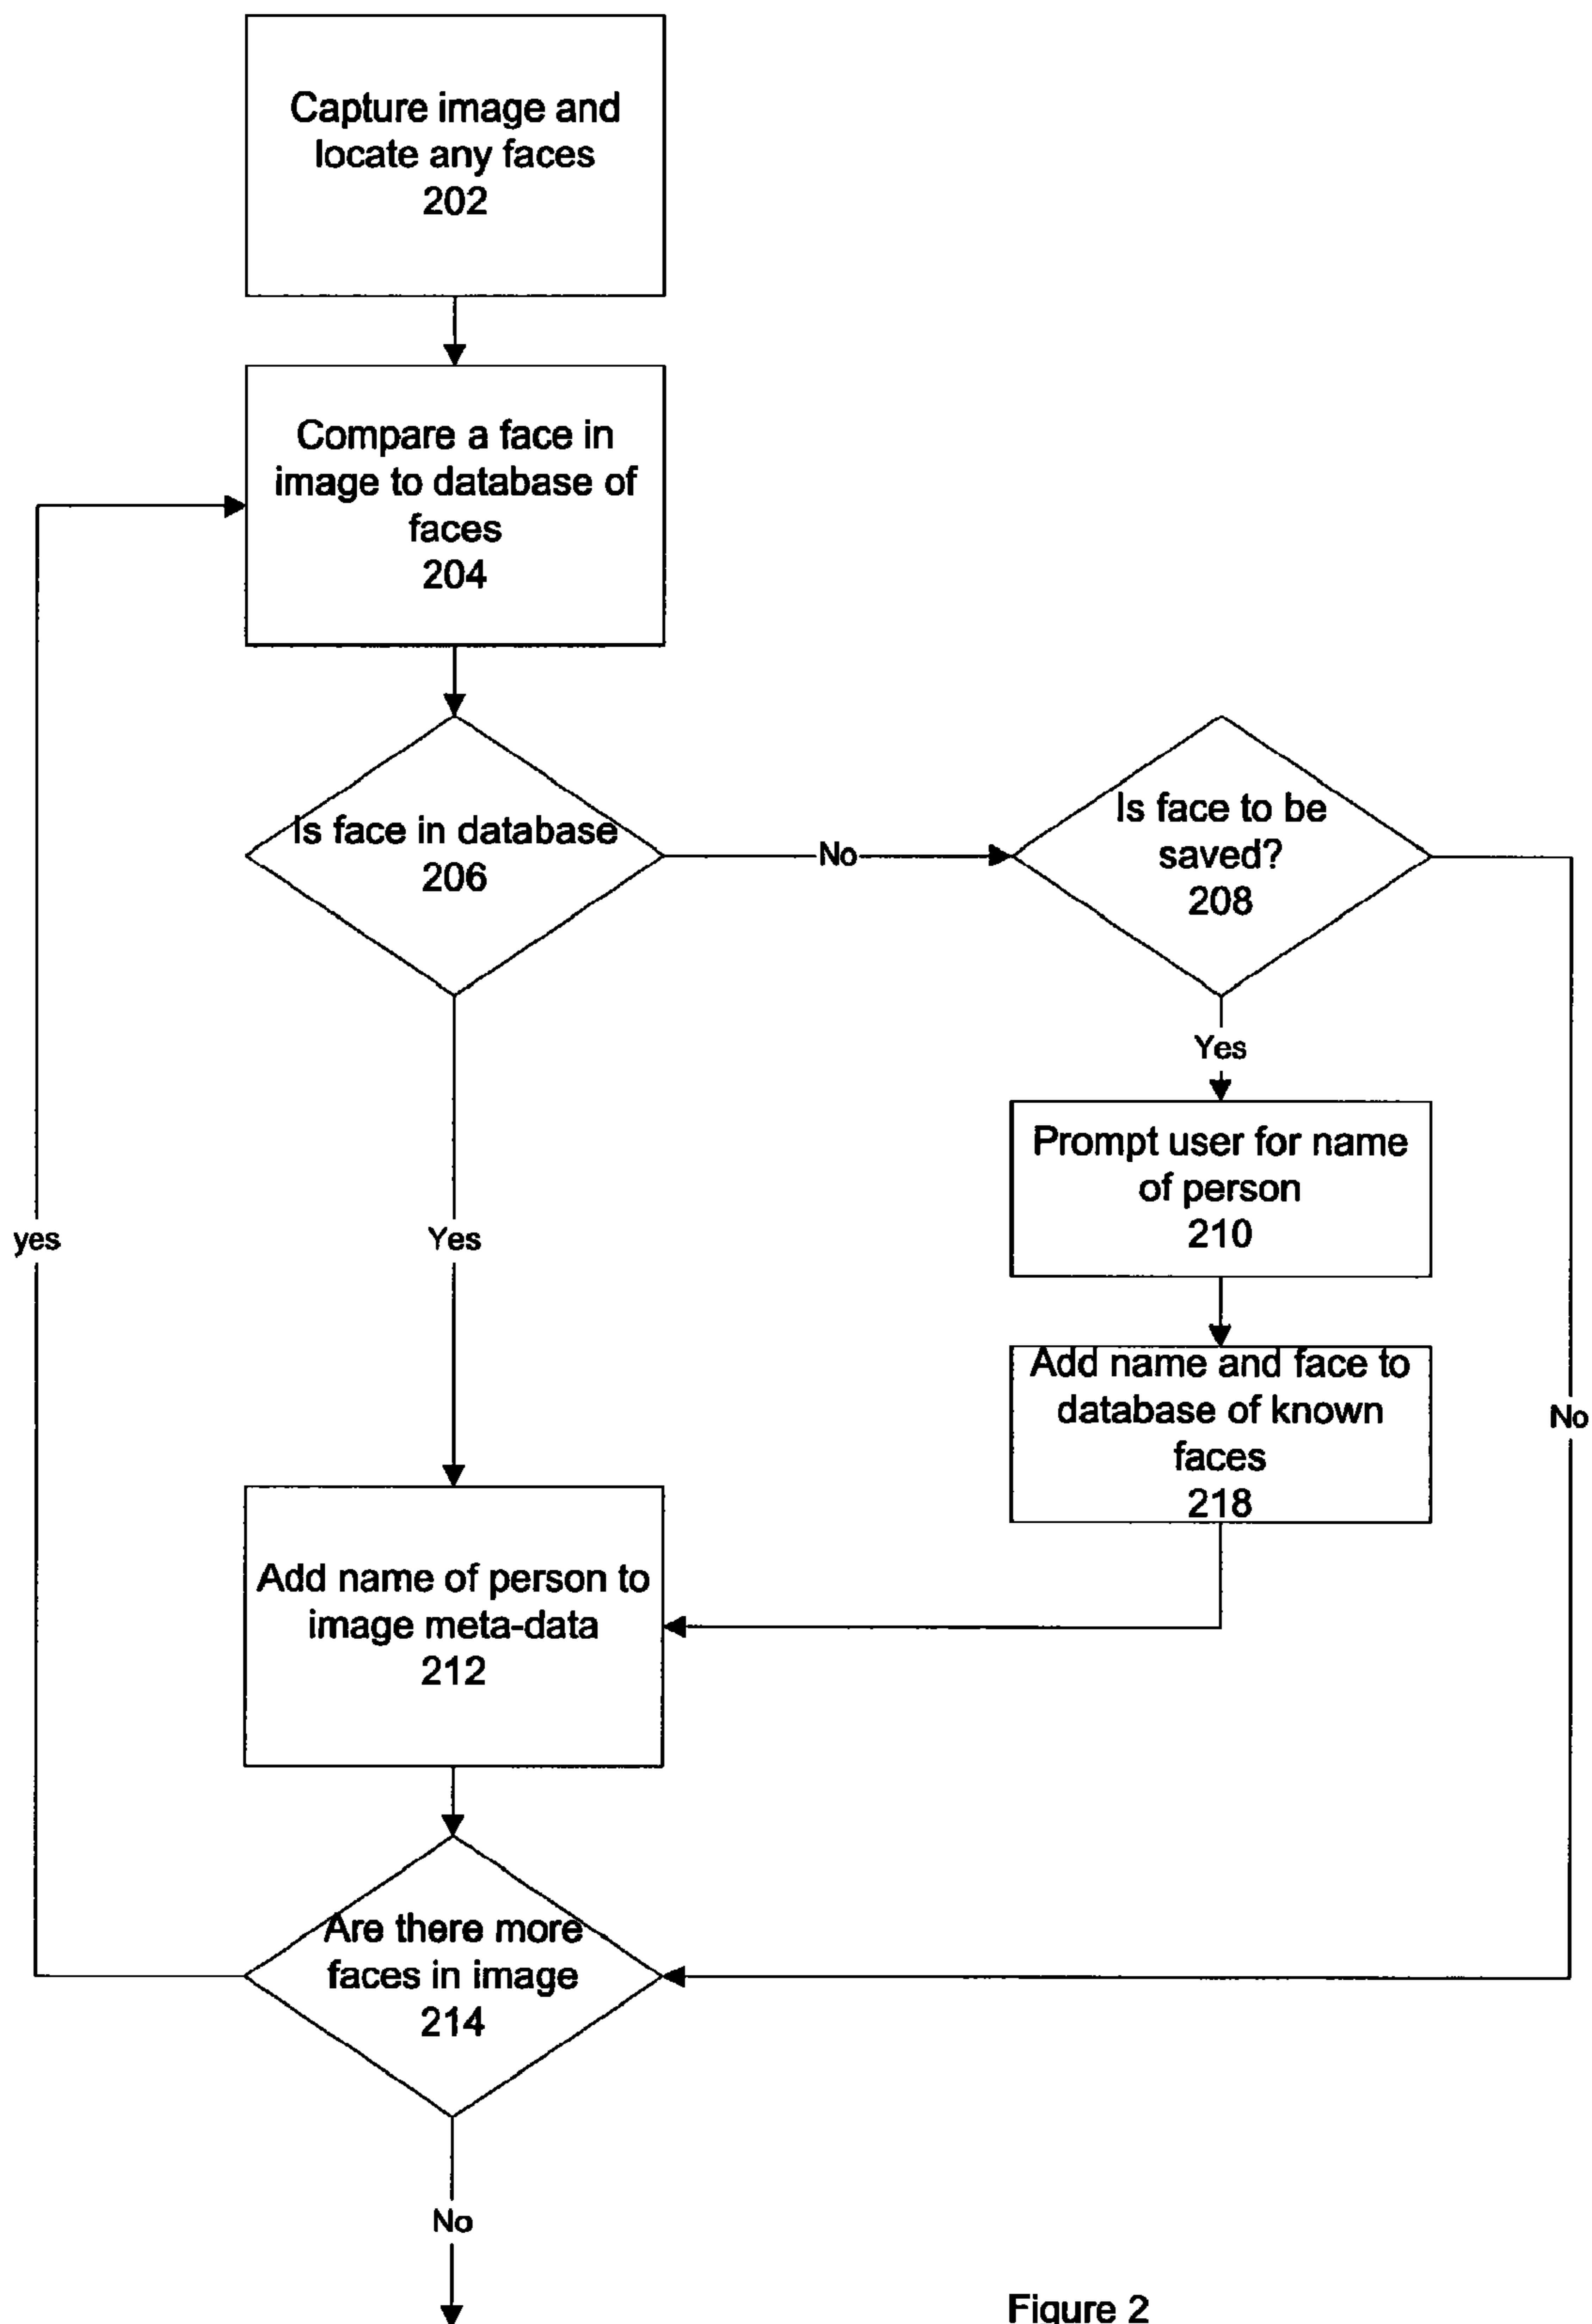 Capture image and
locate any faces
202
Compare a face in
image to database of
faces
204
Is face in database
206
No
Is face to be
saved?
208
Yes
Prompt user for name
of person
210
yes
Yes
Add name and face to
database of known
faces
218
No
Add name of person to
image meta-data
212
Are there more
faces in image
214
No
Figure 2